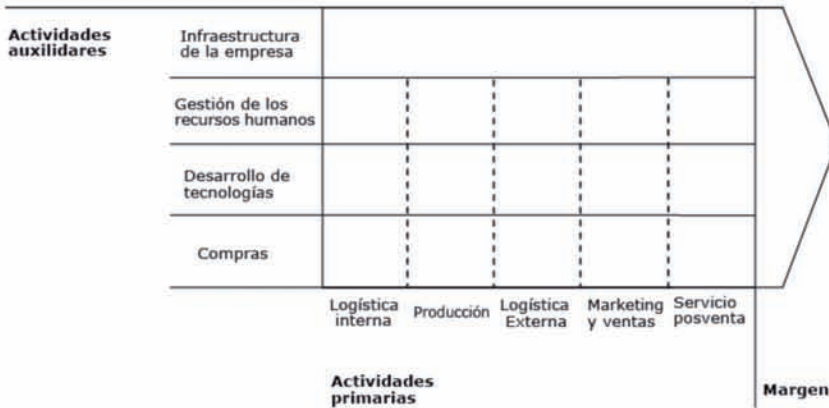 Actividades
auxilidares
Infraestructura
de la empresa
Gestión de los
recursos humanos
Desarrollo de
tecnologías
Compras
Logística
interna
Producción
Logística
Externa
Marketing
y ventas
Servicio
posventa
Actividades
primarias
Margen